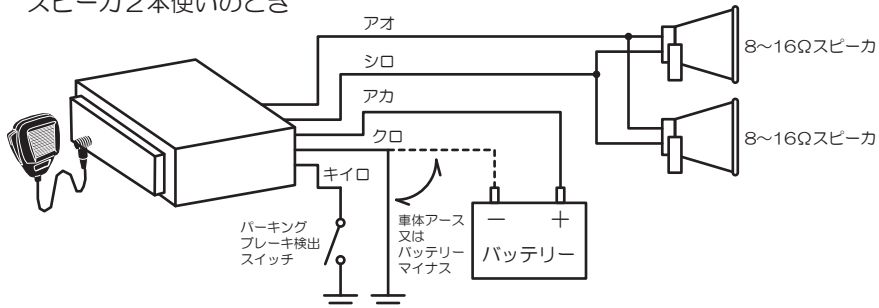 スピーカ2本使いのとき
アオ
8〜16Ωスピーカ
シロ
アカ
クロ
8〜16Ωスピーカ
キイロ
パーキング
ブレーキ検出
スイッチ
車体アース
又は
バッテリー
マイナス
− +
バッテリー